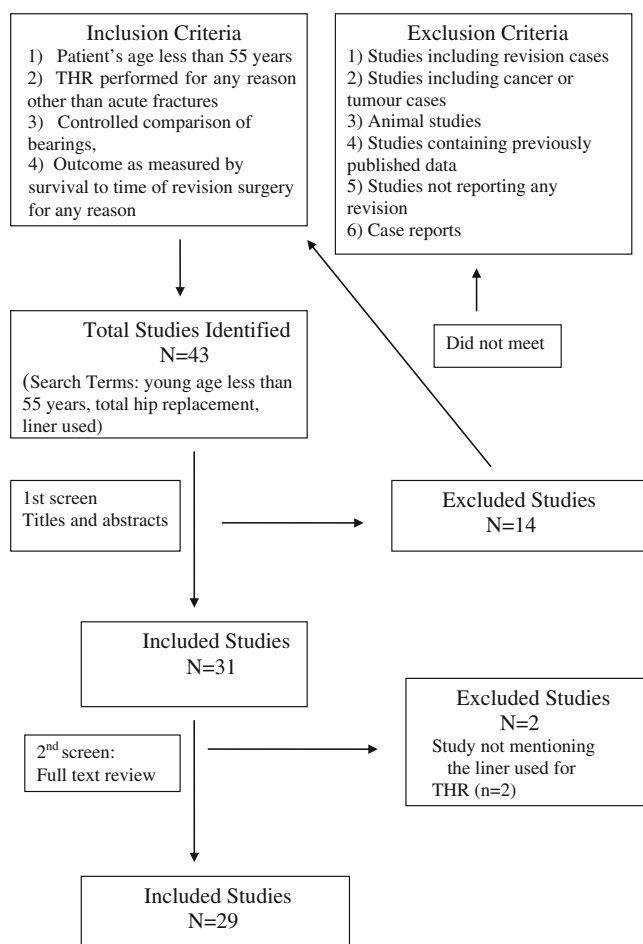 Inclusion Criteria
1) Patient's age less than 55 years
2) THR performed for any reason
other than acute fractures
3) Controlled comparison of
bearings,
4) Outcome as measured by
survival to time of revision surgery
for any reason
Exclusion Criteria
1) Studies including revision cases
2) Studies including cancer or
tumour cases
3) Animal studies
4) Studies containing previously
published data
5) Studies not reporting any
revision
6) Case reports
Total Studies Identified
N=43
(Search Terms: young age less than
55 years, total hip replacement,
liner used)
Did not meet
1st screen
Titles and abstracts
Excluded Studies
N=14
Included Studies
N=31
2nd screen:
Full text review
Excluded Studies
N=2
Study not mentioning
the liner used for
THR (n=2)
Included Studies
N=29